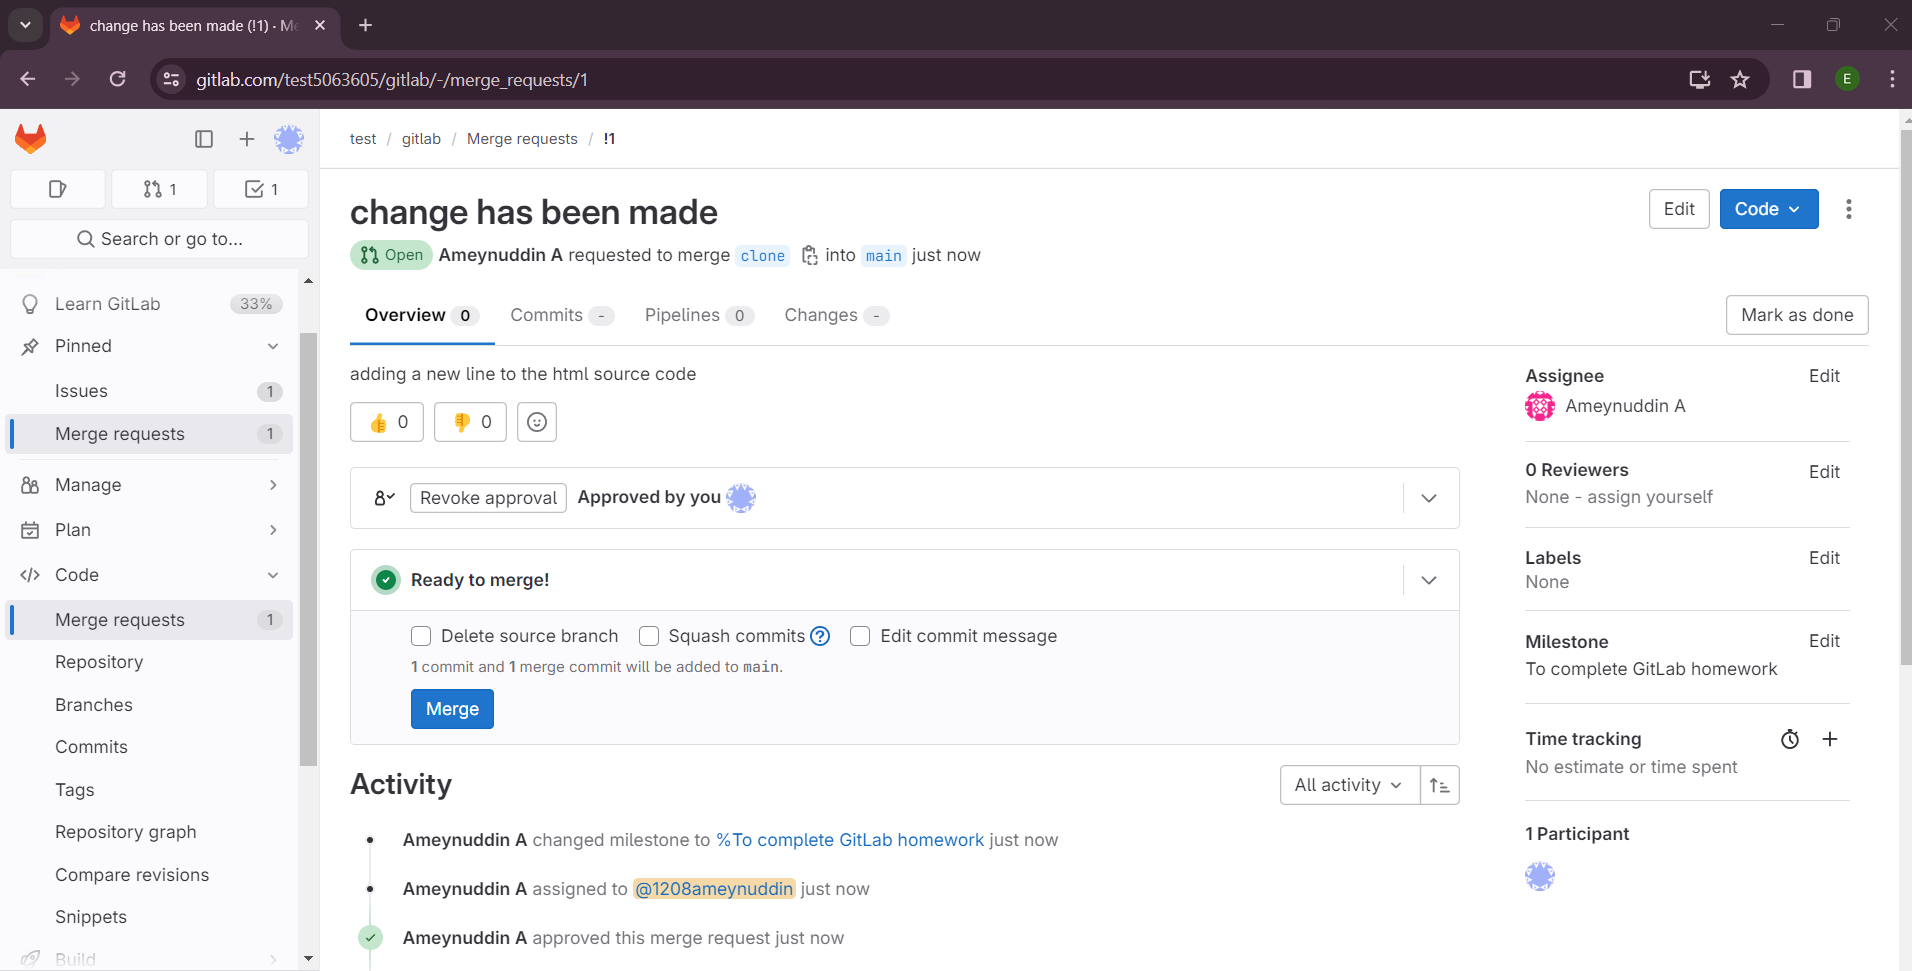 change has been made (!1) · Me
gitlab.com/test5063605/gitlab/-/merge_requests/1
E
test / gitlab / Merge requests / !1
1
1
Search or go to...
Learn GitLab 33%
Pinned
Issues 1
Merge requests 1
Manage
Plan
Code
Merge requests 1
Repository
Branches
Commits
Tags
Repository graph
Compare revisions
Snippets
Build
change has been made
Edit
Code
Open Ameynuddin A requested to merge clone into main just now
Overview 0 Commits - Pipelines 0 Changes -
Mark as done
adding a new line to the html source code
0
0
Revoke approval Approved by you
Ready to merge!
Delete source branch Squash commits ? Edit commit message
1 commit and 1 merge commit will be added to main.
Merge
Activity
All activity
Ameynuddin A changed milestone to %To complete GitLab homework just now
Ameynuddin A assigned to @1208ameynuddin just now
Ameynuddin A approved this merge request just now
Assignee Edit
Ameynuddin A
0 Reviewers Edit
None - assign yourself
Labels Edit
None
Milestone Edit
To complete GitLab homework
Time tracking
No estimate or time spent
1 Participant